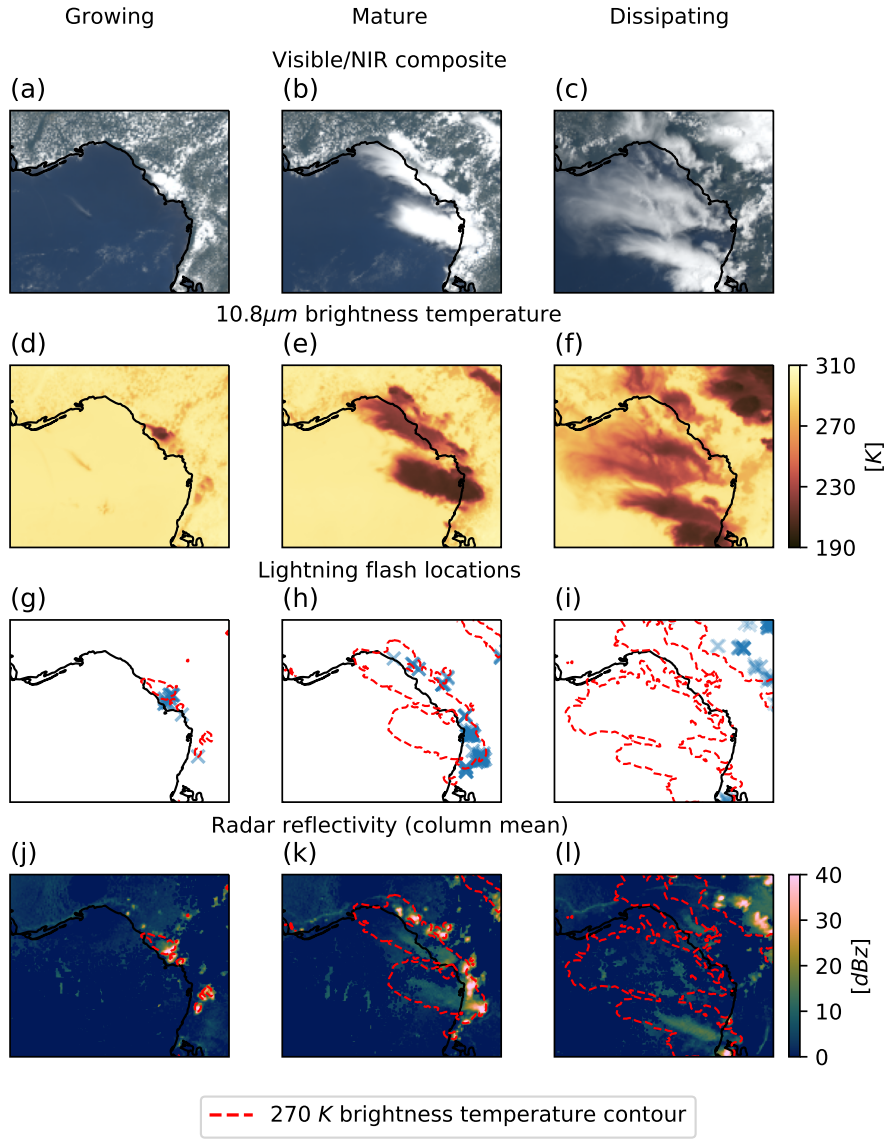 Growing Mature Dissipating
Visible/NIR composite
(a) (b) (c)
10.8μm brightness temperature
(d) (e) (f)
310
270
230
190
[K]
Lightning flash locations
(g) (h) (i)
Radar reflectivity (column mean)
(j) (k) (l)
40
30
20
10
0
[dBz]
270 K brightness temperature contour